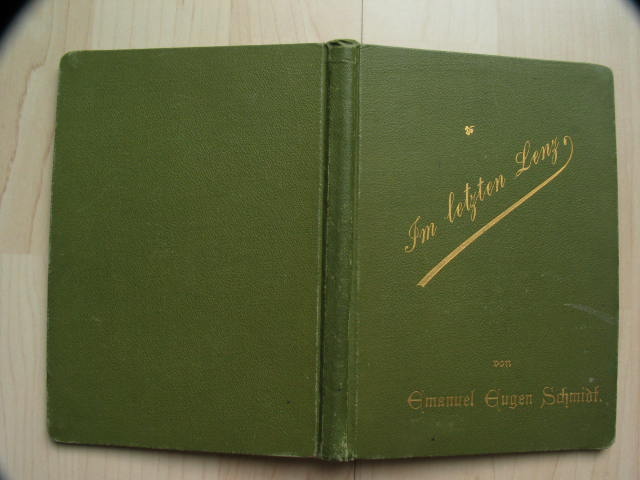 Im letzten Lenz
von
Emanuel Eugen Schmidt.